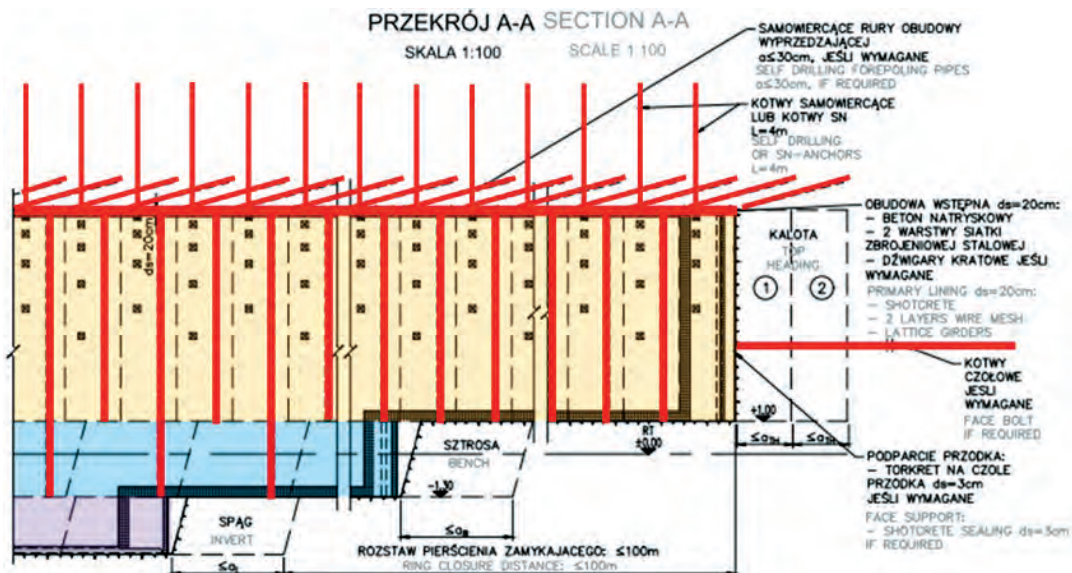 PRZEKRÓJ A-A SECTION A-A
SKALA 1:100 SCALE 1:100
SAMOWIERCĄCE RURY OBUDOWY
WYPRZEDZAJĄCEJ
a≤30cm, JEŚLI WYMAGANE
SELF DRILLING FOREPOLING PIPES
a≤30cm, IF REQUIRED
KOTWY SAMOWIERCĄCE
LUB KOTWY SN
L=4m
SELF DRILLING
OR SN-ANCHORS
L=4m
OBUDOWA WSTĘPNA ds=20cm:
- BETON NATRYSKOWY
- 2 WARSTWY SIATKI
ZBROJENIOWEJ STALOWEJ
- DŹWIGARY KRATOWE JEŚLI
WYMAGANE
PRIMARY LINING ds=20cm:
- SHOTCRETE
- 2 LAYERS WIRE MESH
- LATTICE GIRDERS
ds=20cm
KALOTA
TOP
HEADING
1 2
KOTWY
CZOŁOWE
JEŚLI
WYMAGANE
FACE BOLT
IF REQUIRED
+1.00
RT
±0.00
≤aTH ≤aTH
PODPARCIE PRZODKA:
- TORKRET NA CZOLE
PRZODKA ds=3cm
JEŚLI WYMAGANE
FACE SUPPORT:
- SHOTCRETE SEALING ds=3cm
IF REQUIRED
SZTROSA
BENCH
-1.30
≤aB
SPĄG
INVERT
≤aI
ROZSTAW PIERŚCIENIA ZAMYKAJACEGO: ≤100m
RING CLOSURE DISTANCE: ≤100m